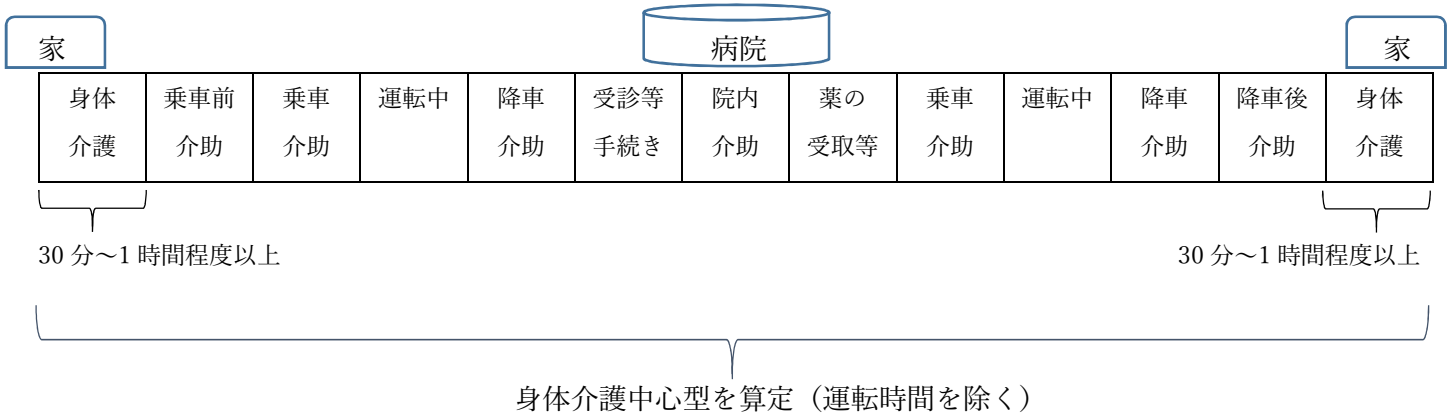 家
病院
家
身体 乗車前 乗車 運転中 降車 受診等 院内 薬の 乗車 運転中 降車 降車後 身体
介護 介助 介助 介助 手続き 介助 受取等 介助 介助 介助 介護
30 分～1 時間程度以上
30 分～1 時間程度以上
身体介護中心型を算定（運転時間を除く）